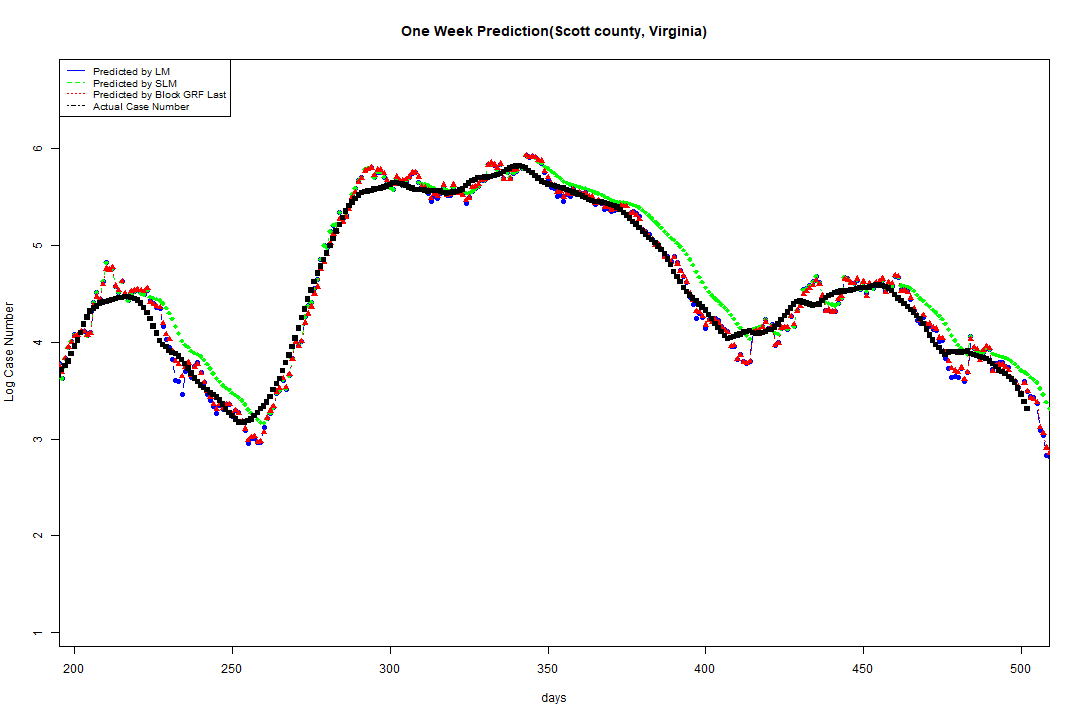 One Week Prediction(Scott county, Virginia)
Predicted by LM
Predicted by SLM
Predicted by Block GRF Last
Actual Case Number
Log Case Number
6
5
4
3
2
1
200 250 300 350 400 450 500
days